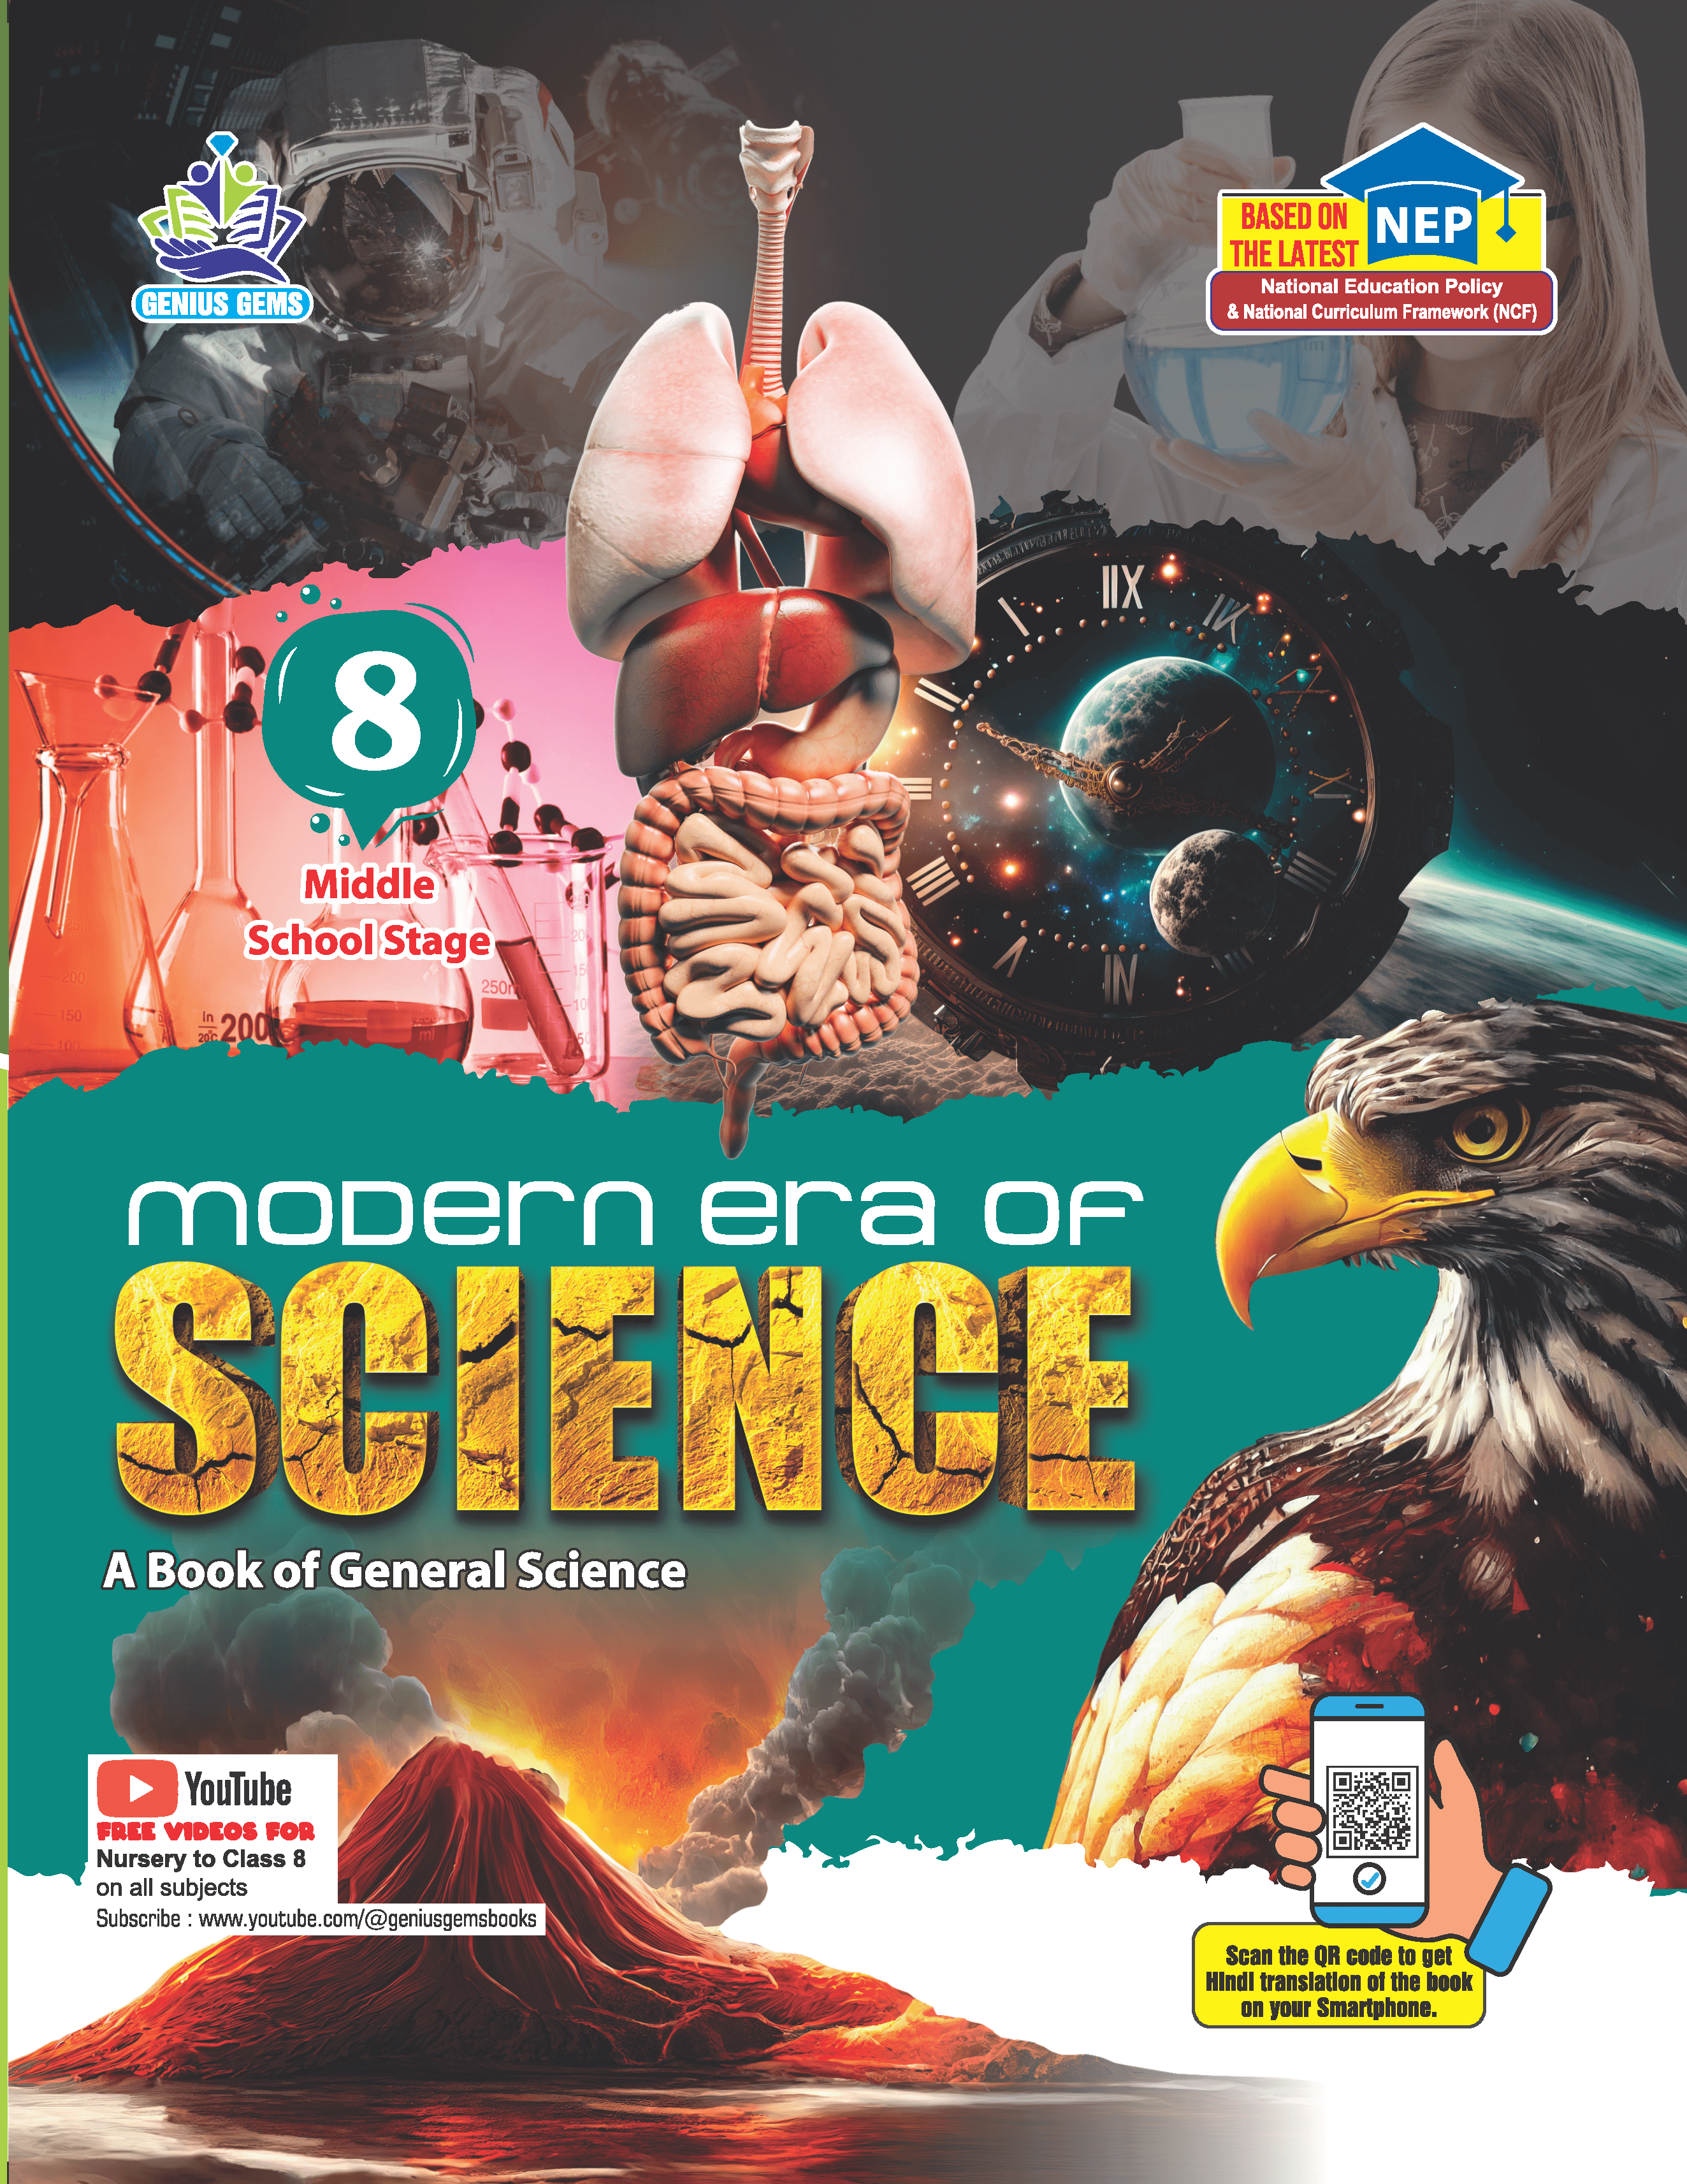 GENIUS GEMS
BASED ON
THE LATEST
NEP
National Education Policy
& National Curriculum Framework (NCF)
8
Middle
School Stage
MODERN ERA OF
SCIENCE
A Book of General Science
YouTube
FREE VIDEOS FOR
Nursery to Class 8
on all subjects
Subscribe : www.youtube.com/@geniusgemsbooks
Scan the QR code to get
Hindi translation of the book
on your Smartphone.